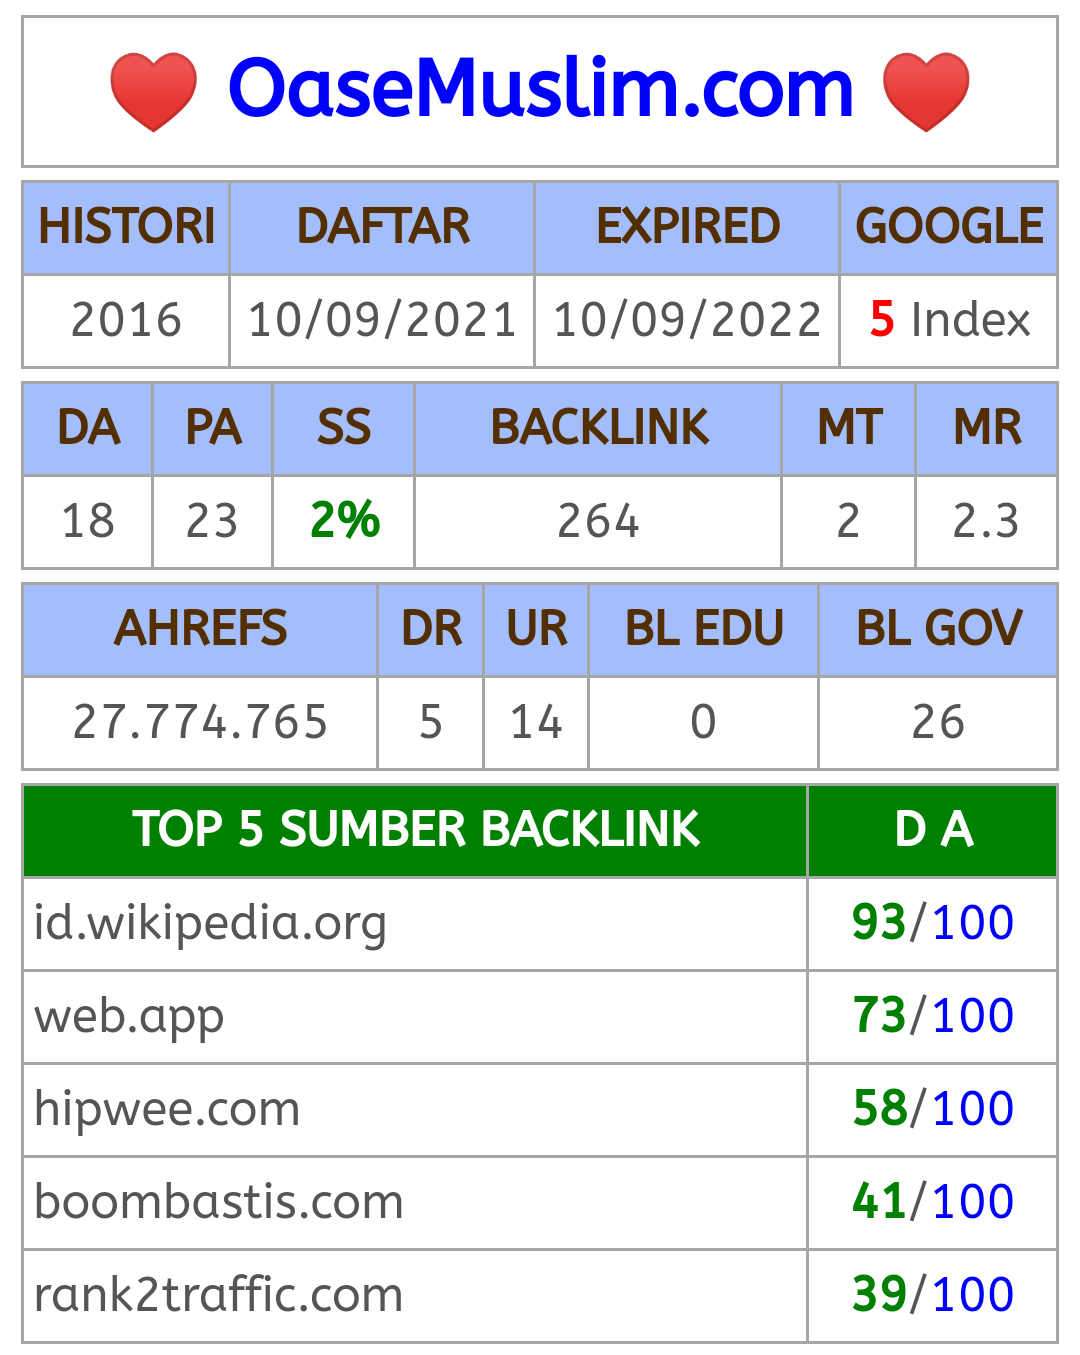 OaseMuslim.com
HISTORI DAFTAR EXPIRED GOOGLE
2016 10/09/2021 10/09/2022 5 Index
DA PA SS BACKLINK MT MR
18 23 2% 264 2 2.3
AHREFS DR UR BL EDU BL GOV
27.774.765 5 14 0 26
TOP 5 SUMBER BACKLINK D A
id.wikipedia.org 93/100
web.app 73/100
hipwee.com 58/100
boombastis.com 41/100
rank2traffic.com 39/100